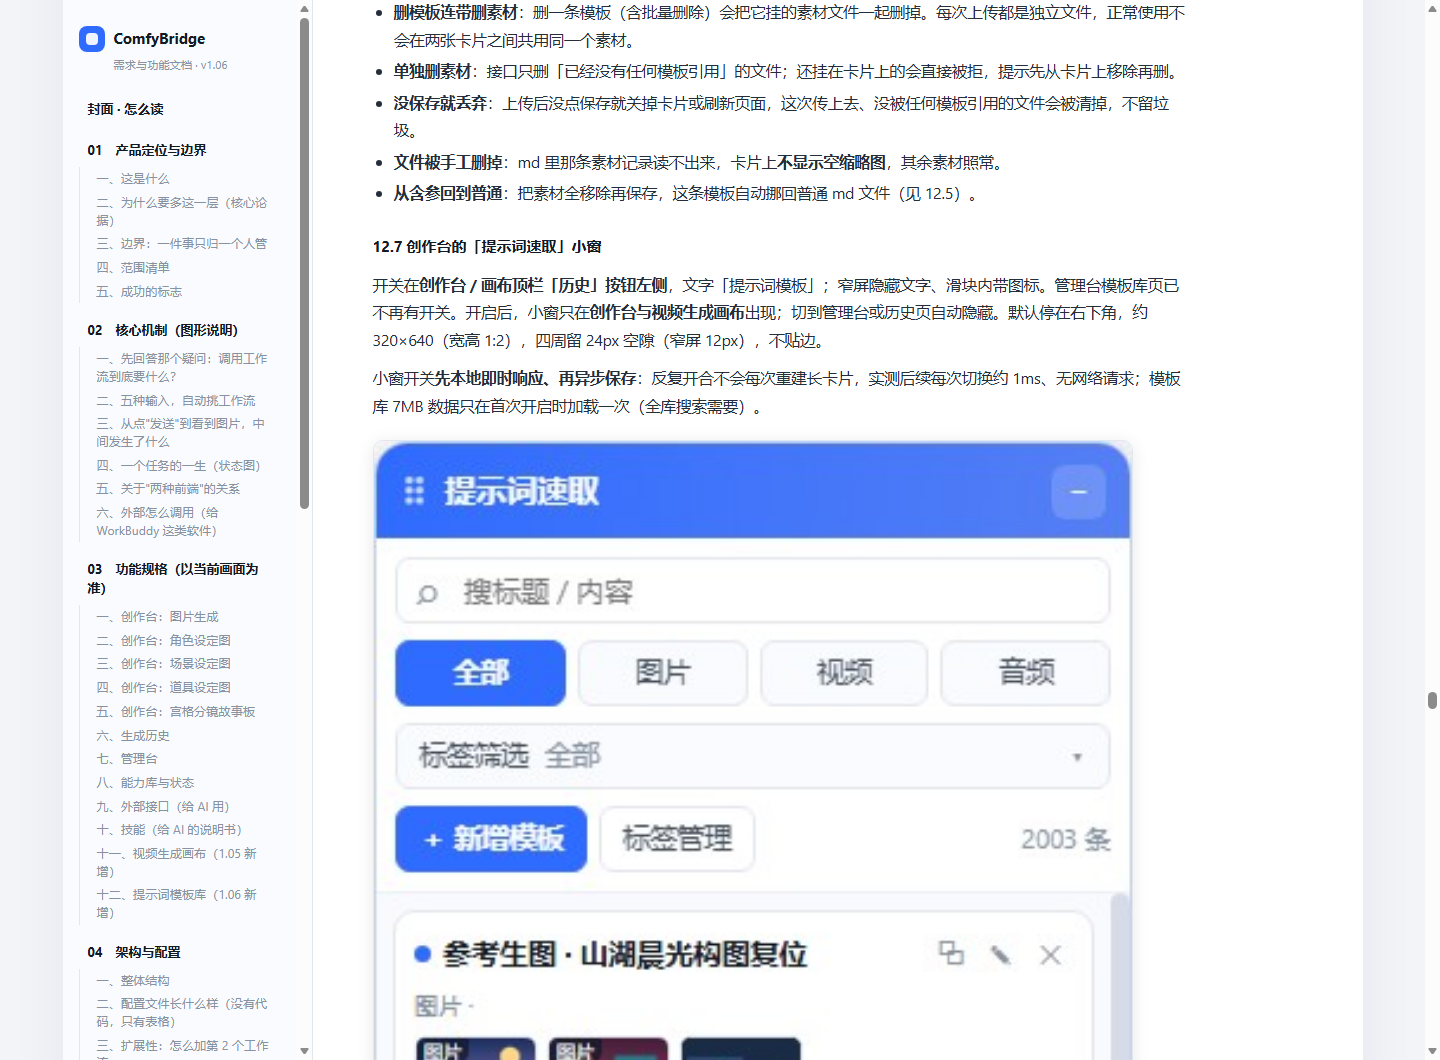 ComfyBridge
需求与功能文档 · v1.06
封面 · 怎么读
01 产品定位与边界
一、这是什么
二、为什么要多这一层（核心论
据）
三、边界：一件事只归一个人管
四、范围清单
五、成功的标志
02 核心机制（图形说明）
一、先回答那个疑问：调用工作
流到底要什么？
二、五种输入，自动挑工作流
三、从点"发送"到看到图片，中
间发生了什么
四、一个任务的一生（状态图）
五、关于"两种前端"的关系
六、外部怎么调用（给
WorkBuddy 这类软件）
03 功能规格（以当前画面为
准）
一、创作台：图片生成
二、创作台：角色设定图
三、创作台：场景设定图
四、创作台：道具设定图
五、创作台：宫格分镜故事板
六、生成历史
七、管理台
八、能力库与状态
九、外部接口（给 AI 用）
十、技能（给 AI 的说明书）
十一、视频生成画布（1.05 新
增）
十二、提示词模板库（1.06 新
增）
04 架构与配置
一、整体结构
二、配置文件长什么样（没有代
码，只有表格）
三、扩展性：怎么加第 2 个工作
删模板连带删素材：删一条模板（含批量删除）会把它挂的素材文件一起删掉。每次上传都是独立文件，正常使用不
会在两张卡片之间共用同一个素材。
单独删素材：接口只删「已经没有任何模板引用」的文件；还挂在卡片上的会直接被拒，提示先从卡片上移除再删。
没保存就丢弃：上传后没点保存就关掉卡片或刷新页面，这次传上去、没被任何模板引用的文件会被清掉，不留垃
圾。
文件被手工删掉：md 里那条素材记录读不出来，卡片上不显示空缩略图，其余素材照常。
从含参回到普通：把素材全移除再保存，这条模板自动挪回普通 md 文件（见 12.5）。
12.7 创作台的「提示词速取」小窗
开关在创作台 / 画布顶栏「历史」按钮左侧，文字「提示词模板」；窄屏隐藏文字、滑块内带图标。管理台模板库页已
不再有开关。开启后，小窗只在创作台与视频生成画布出现；切到管理台或历史页自动隐藏。默认停在右下角，约
320×640（宽高 1:2），四周留 24px 空隙（窄屏 12px），不贴边。
小窗开关先本地即时响应、再异步保存：反复开合不会每次重建长卡片，实测后续每次切换约 1ms、无网络请求；模板
库 7MB 数据只在首次开启时加载一次（全库搜索需要）。
提示词速取
搜标题 / 内容
全部 图片 视频 音频
标签筛选 全部
+ 新增模板 标签管理 2003 条
参考生图 · 山湖晨光构图复位
图片 ·
图片 图片